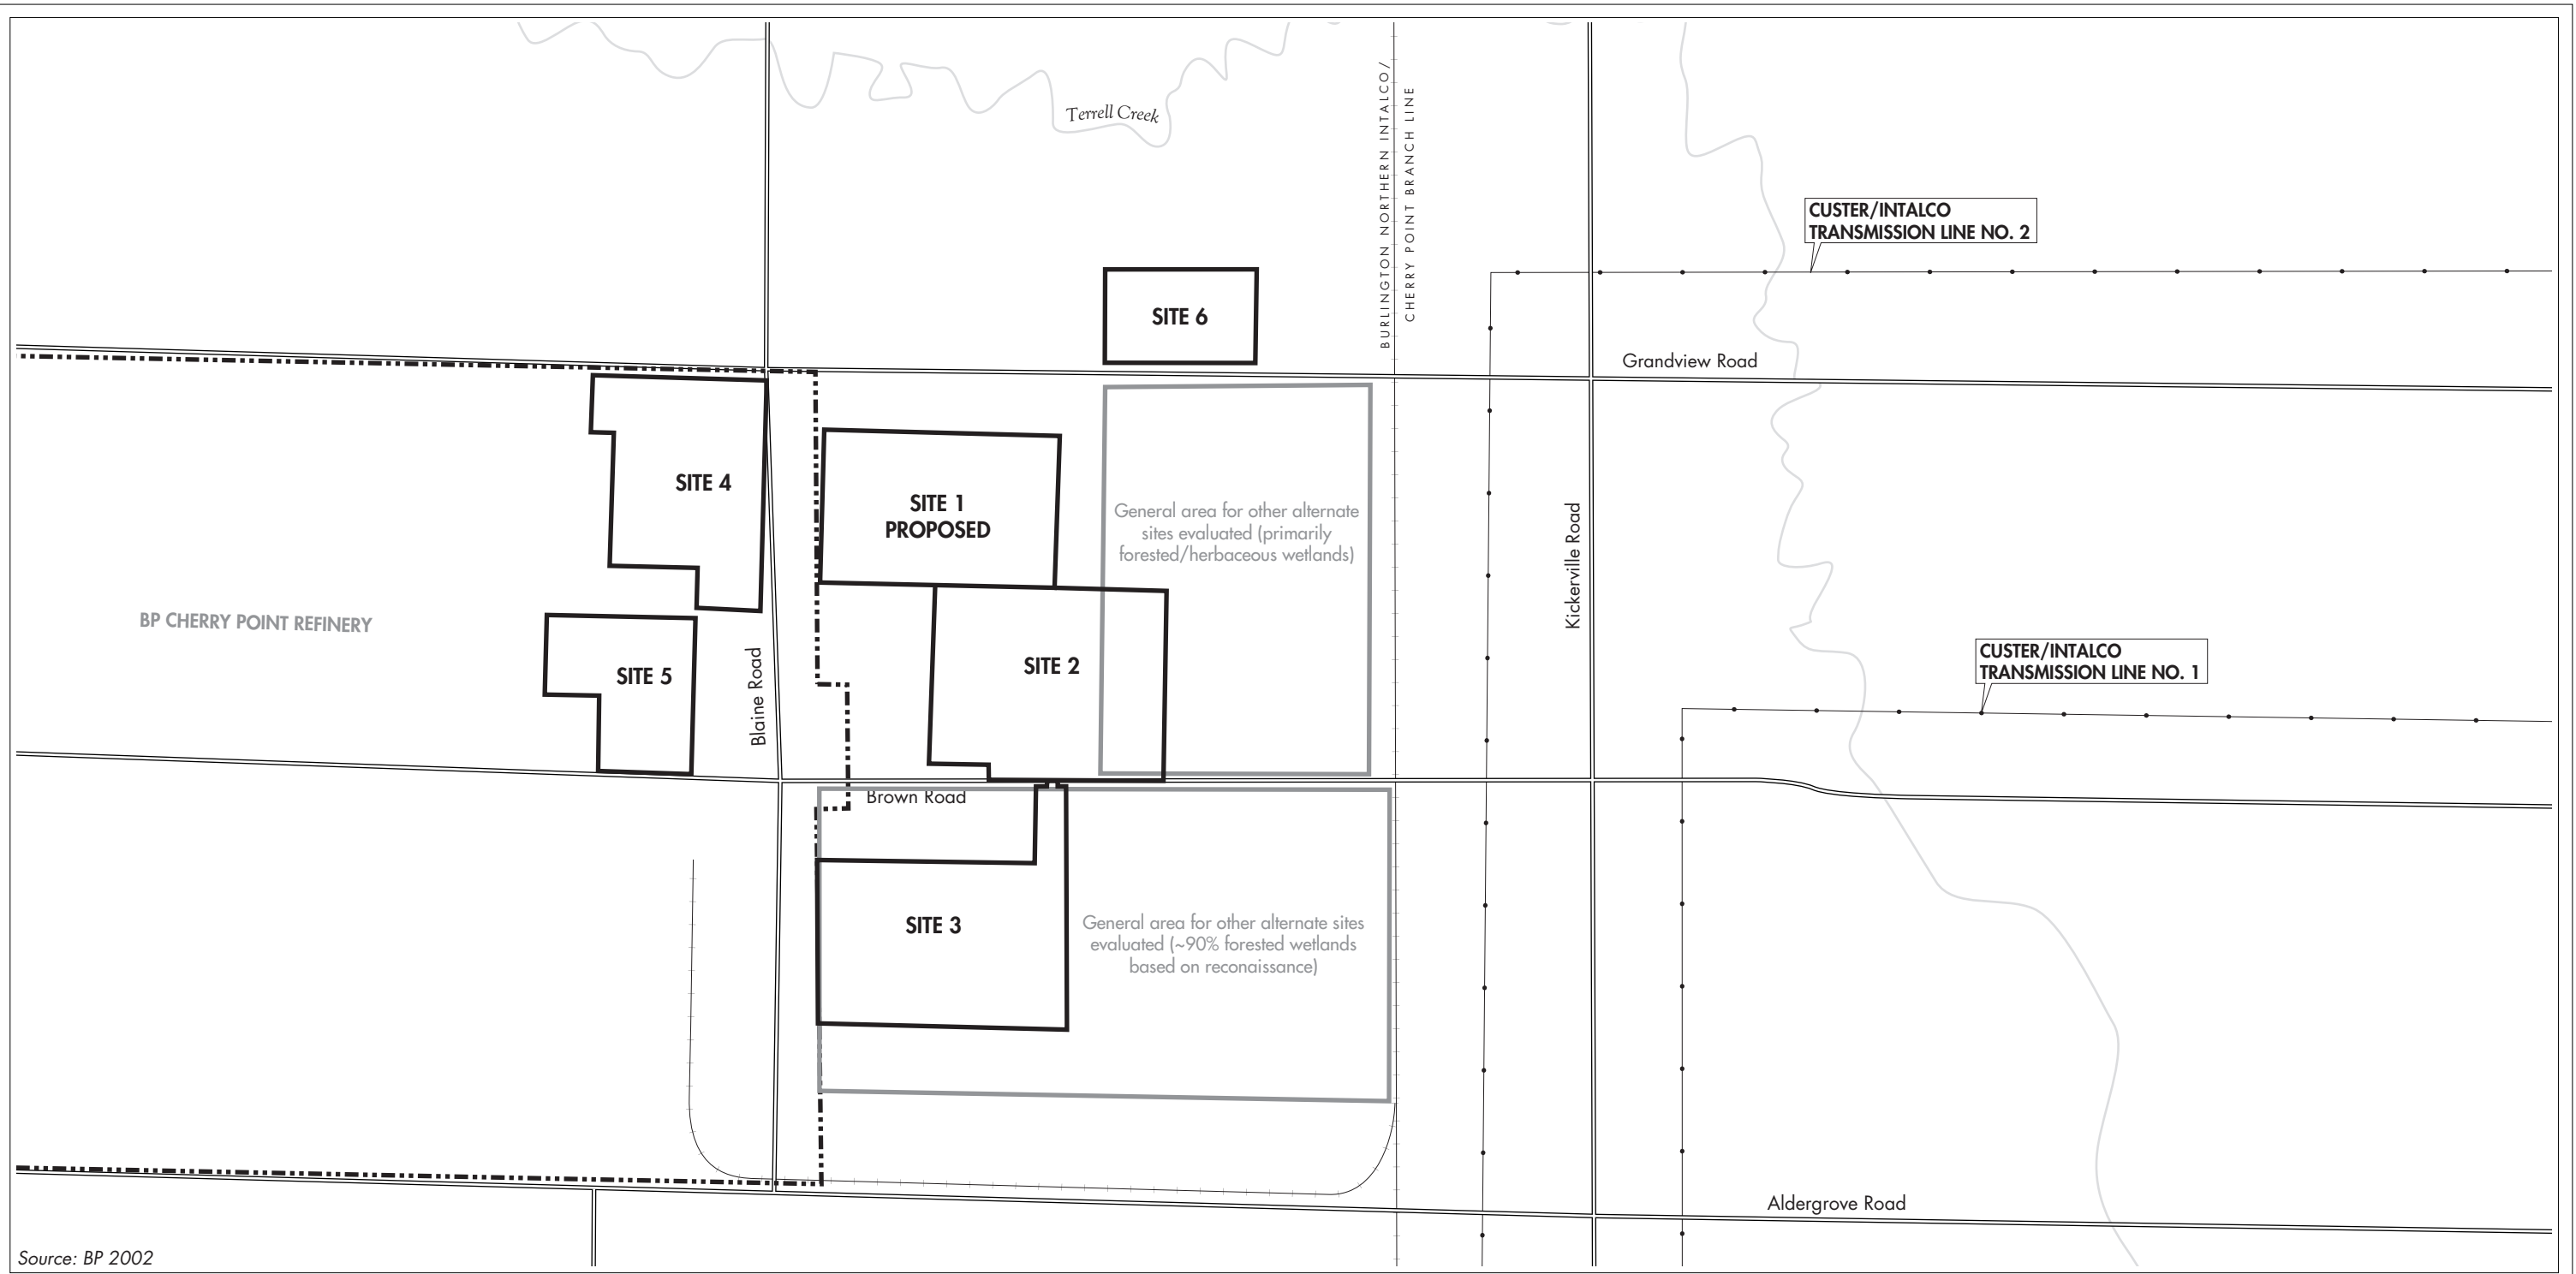 Terrell Creek
BURLINGTON NORTHERN INTALCO/
CHERRY POINT BRANCH LINE
CUSTER/INTALCO
TRANSMISSION LINE NO. 2
SITE 6
Grandview Road
SITE 4
SITE 1
PROPOSED
General area for other alternate
sites evaluated (primarily
forested/herbaceous wetlands)
Kickerville Road
BP CHERRY POINT REFINERY
SITE 5
Blaine Road
SITE 2
CUSTER/INTALCO
TRANSMISSION LINE NO. 1
Brown Road
SITE 3
General area for other alternate sites
evaluated (~90% forested wetlands
based on reconaissance)
Aldergrove Road
Source: BP 2002